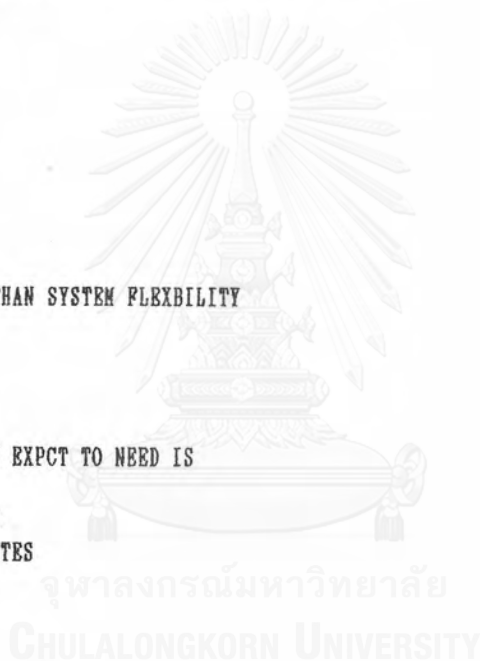 THAN SYSTEM FLEXBILITY
EXPCT TO NEED IS
TES
จุฬาลงกรณ์มหาวิทยาลัย
CHULALONGKORN UNIVERSITY